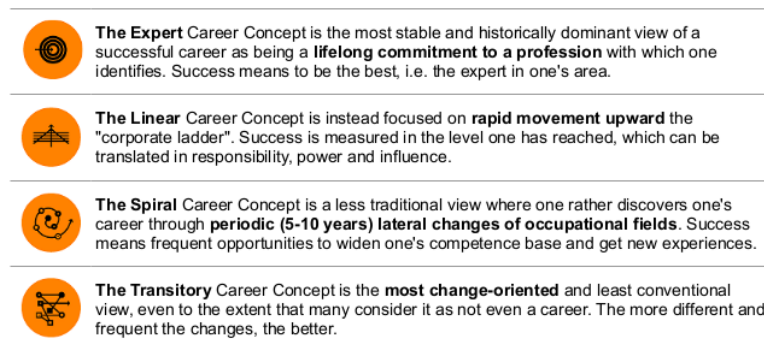 The Expert Career Concept is the most stable and historically dominant view of a
successful career as being a lifelong commitment to a profession with which one
identifies. Success means to be the best, i.e. the expert in one's area.
The Linear Career Concept is instead focused on rapid movement upward the
"corporate ladder". Success is measured in the level one has reached, which can be
translated in responsibility, power and influence.
The Spiral Career Concept is a less traditional view where one rather discovers one's
career through periodic (5-10 years) lateral changes of occupational fields. Success
means frequent opportunities to widen one's competence base and get new experiences.
The Transitory Career Concept is the most change-oriented and least conventional
view, even to the extent that many consider it as not even a career. The more different and
frequent the changes, the better.